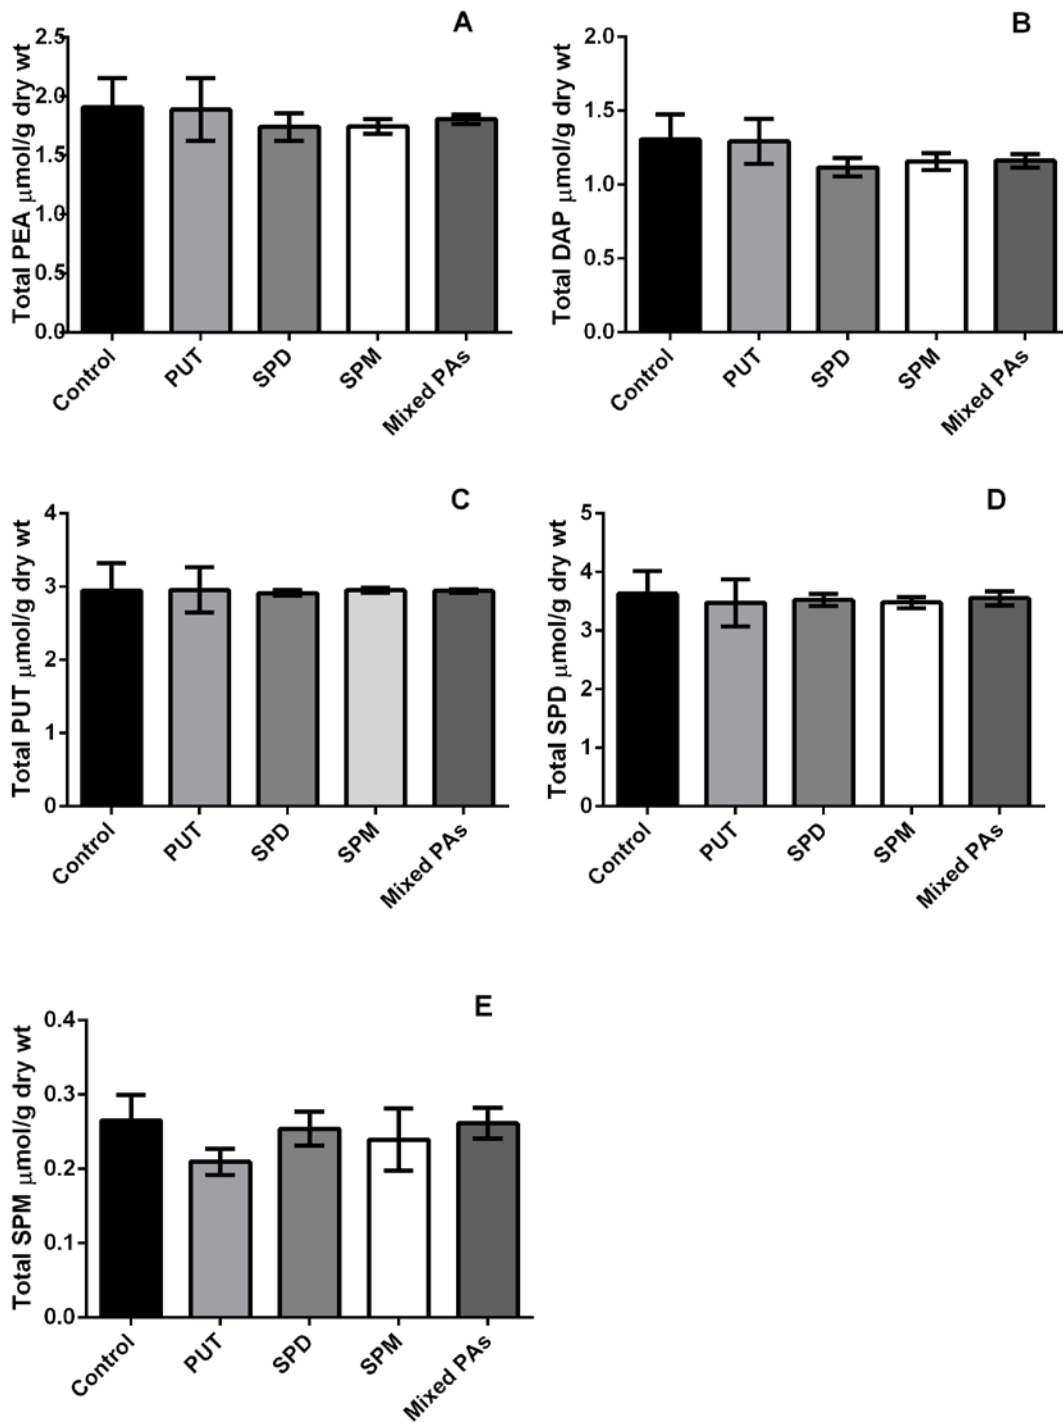 A
Total PEA μmol/g dry wt
2.5
2.0
1.5
1.0
0.5
0.0
Control
PUT
SPD
SPM
Mixed PAs
B
Total DAP μmol/g dry wt
2.0
1.5
1.0
0.5
0.0
Control
PUT
SPD
SPM
Mixed PAs
C
Total PUT μmol/g dry wt
4
3
2
1
0
Control
PUT
SPD
SPM
Mixed PAs
D
Total SPD μmol/g dry wt
5
4
3
2
1
0
Control
PUT
SPD
SPM
Mixed PAs
E
Total SPM μmol/g dry wt
0.4
0.3
0.2
0.1
0.0
Control
PUT
SPD
SPM
Mixed PAs